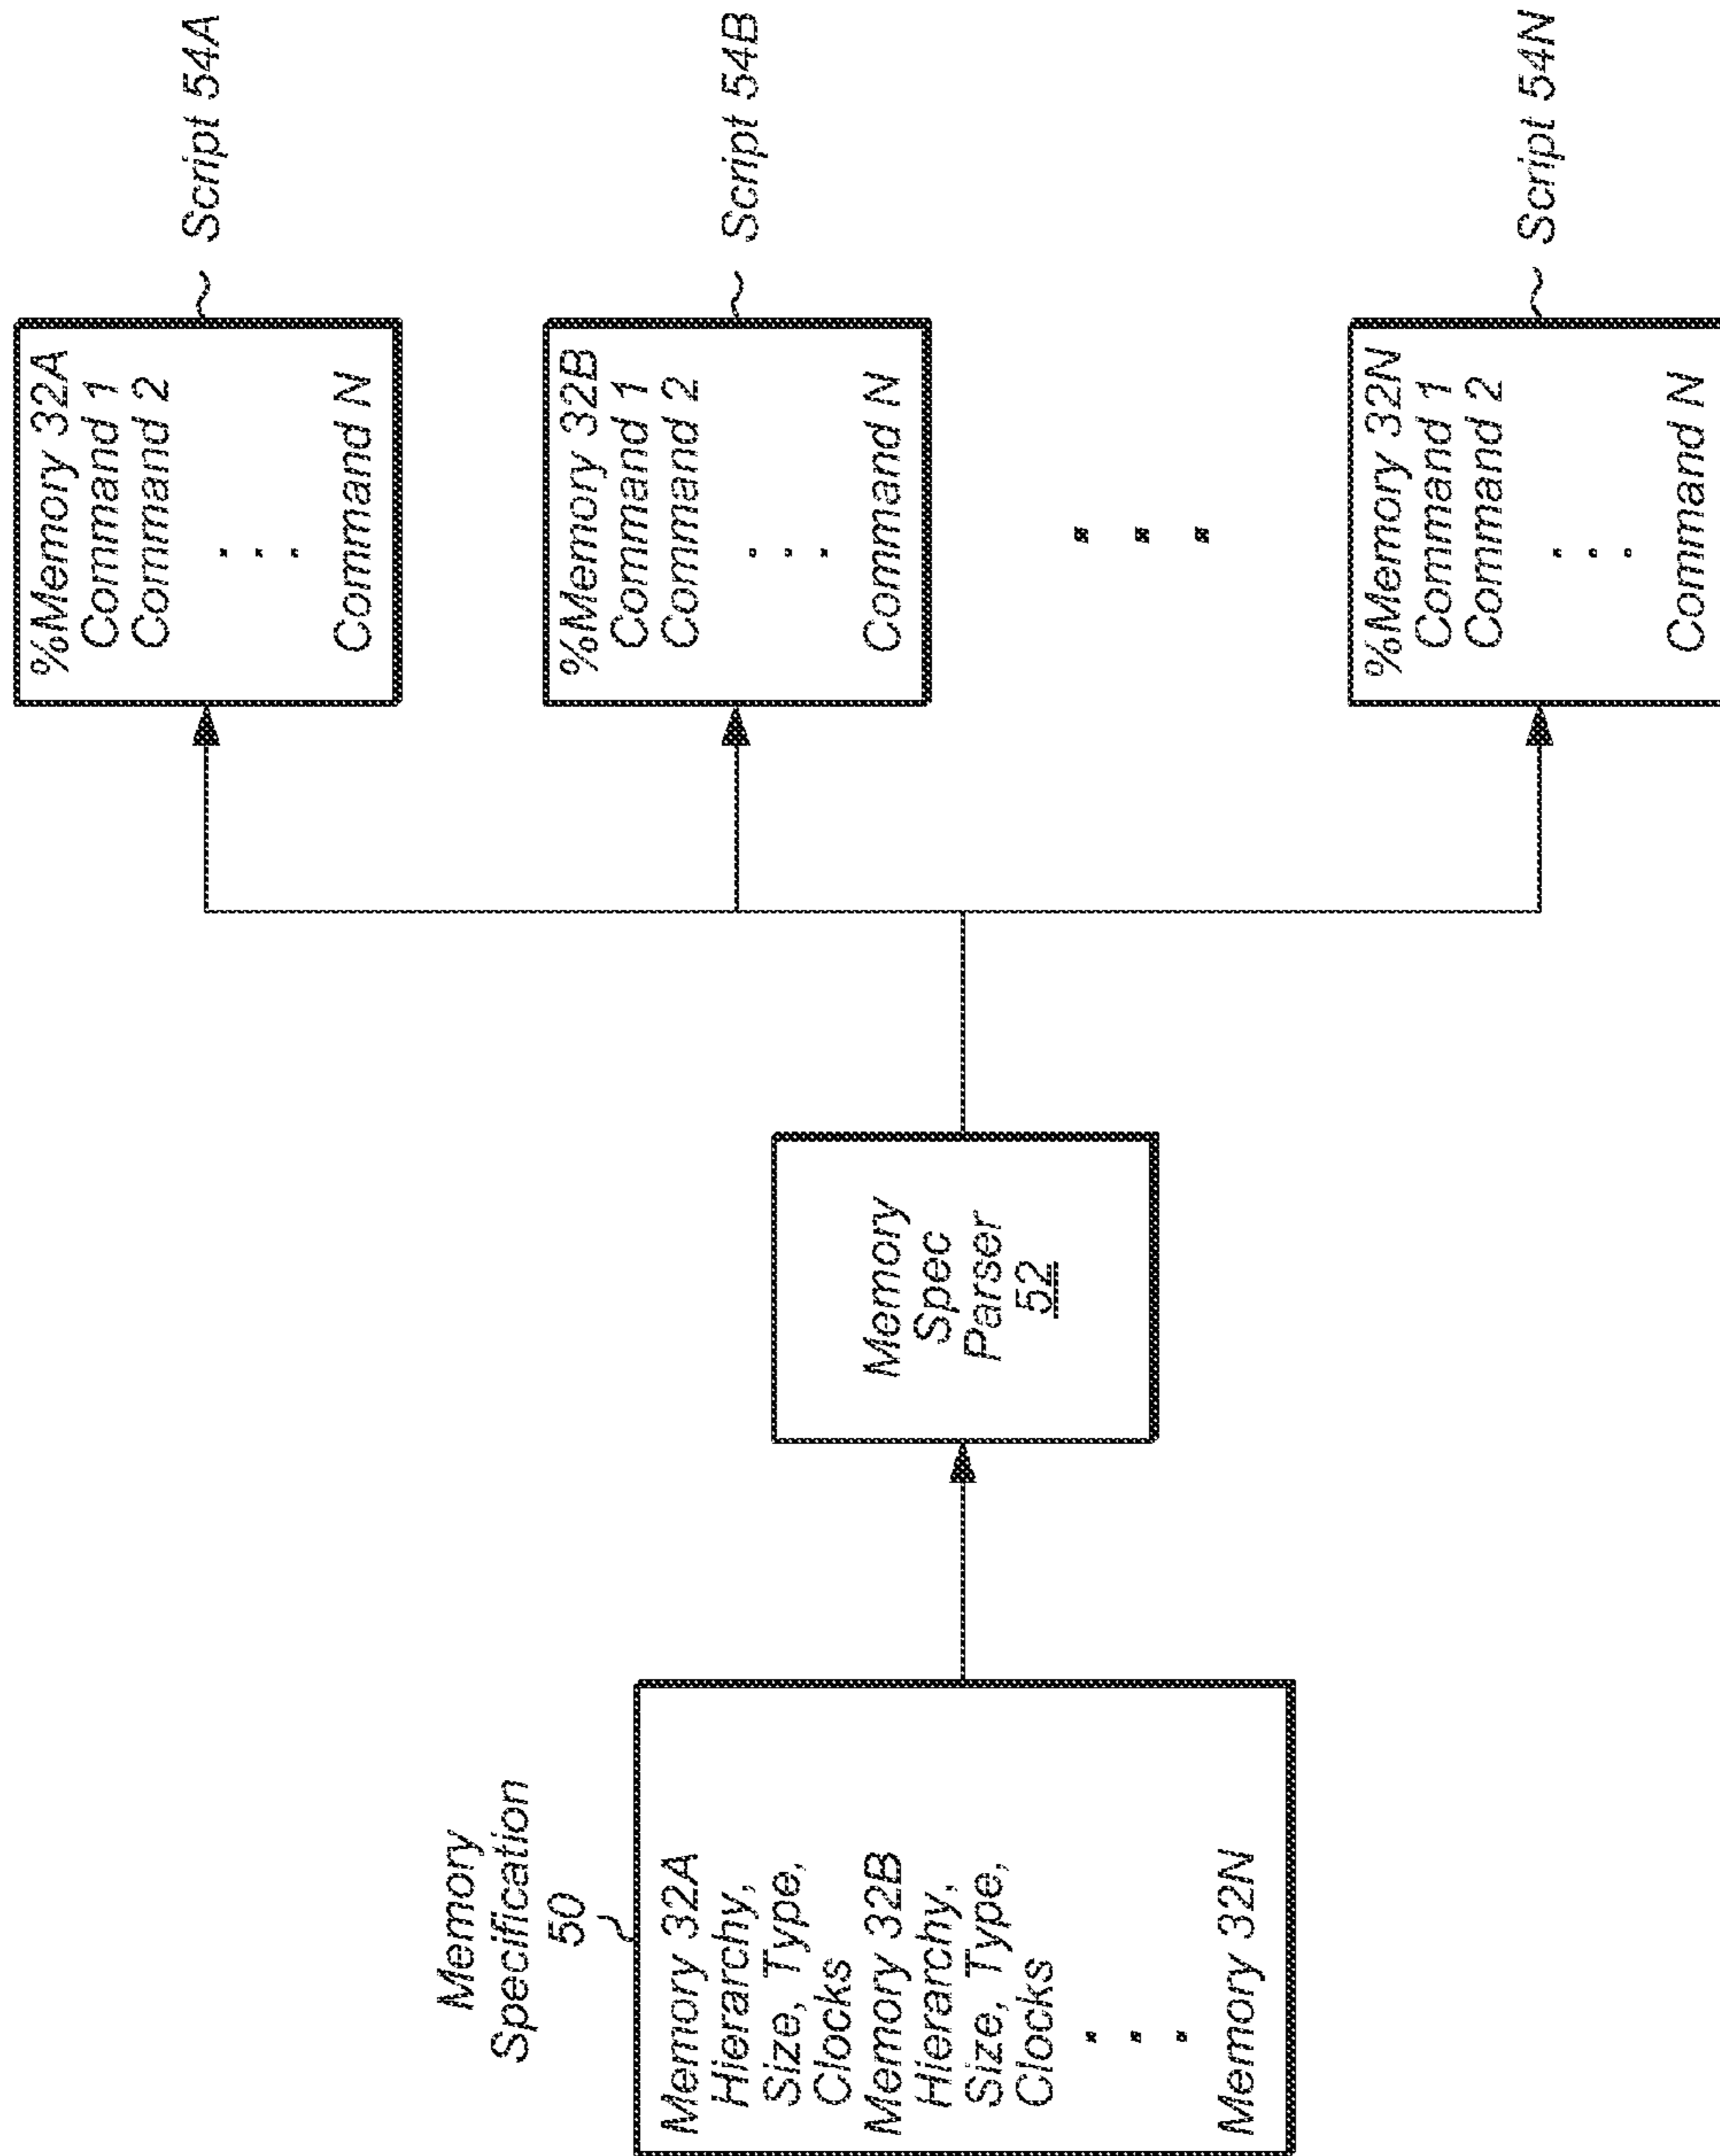 Memory
Specification
50
Memory 32A
Hierarchy,
Size, Type,
Clocks
Memory 32B
Hierarchy,
Size, Type,
Clocks
Memory 32N
Memory
Spec
Parser
52
%Memory 32A
Command 1
Command 2
Command N
Script 54A
%Memory 32B
Command 1
Command 2
Command N
Script 54B
%Memory 32N
Command 1
Command 2
Command N
Script 54N